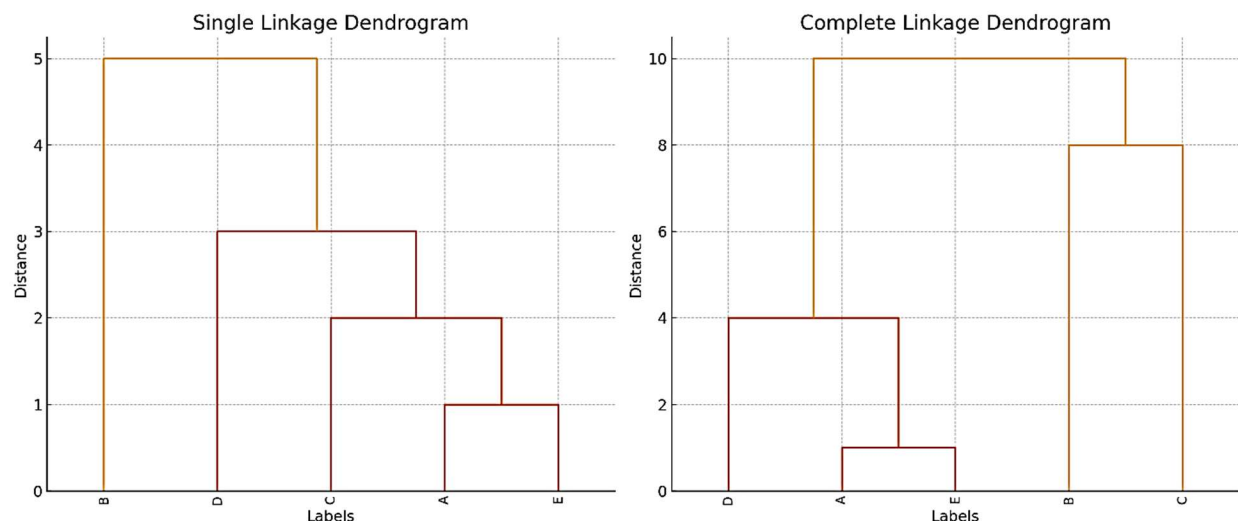 Single Linkage Dendrogram
5
4
3
2
1
0
Distance
B D C A E
Labels
Complete Linkage Dendrogram
10
8
6
4
2
0
Distance
D A E B C
Labels